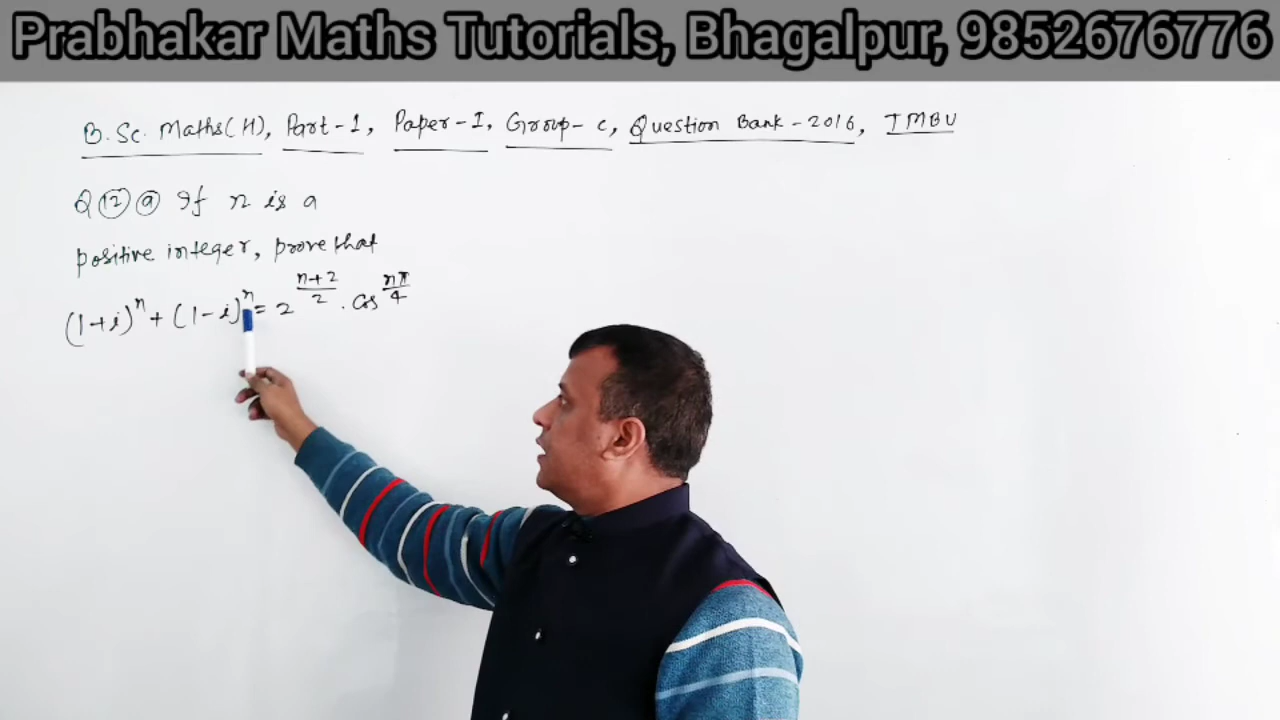 Prabhakar Maths Tutorials, Bhagalpur, 9852676776
B.Sc. Maths(H), Part-1, Paper-I, Group-C, Question Bank-2016, TMBU
Q (12) (a) If n is a
positive integer, prove that
(1+i)^n + (1-i)^n = 2^((n+2)/2) . cos nπ/4